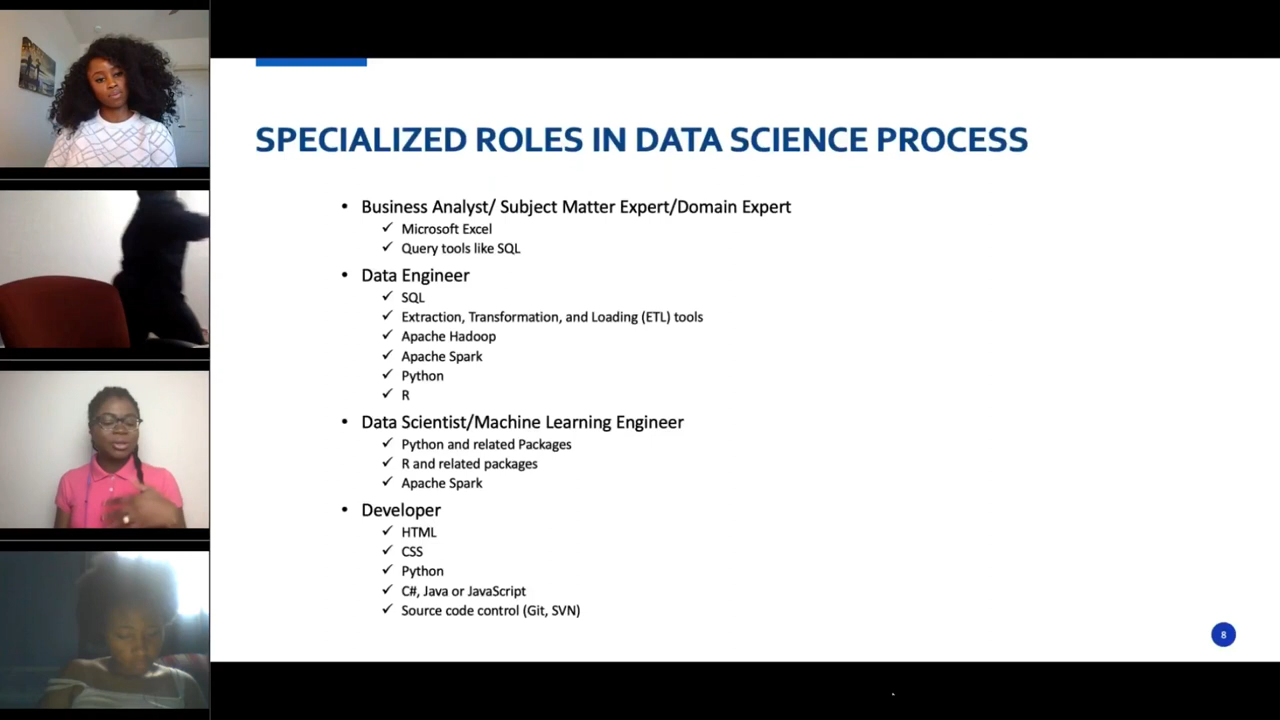 SPECIALIZED ROLES IN DATA SCIENCE PROCESS
• Business Analyst/ Subject Matter Expert/Domain Expert
✓ Microsoft Excel
✓ Query tools like SQL
• Data Engineer
✓ SQL
✓ Extraction, Transformation, and Loading (ETL) tools
✓ Apache Hadoop
✓ Apache Spark
✓ Python
✓ R
• Data Scientist/Machine Learning Engineer
✓ Python and related Packages
✓ R and related packages
✓ Apache Spark
• Developer
✓ HTML
✓ CSS
✓ Python
✓ C#, Java or JavaScript
✓ Source code control (Git, SVN)
8